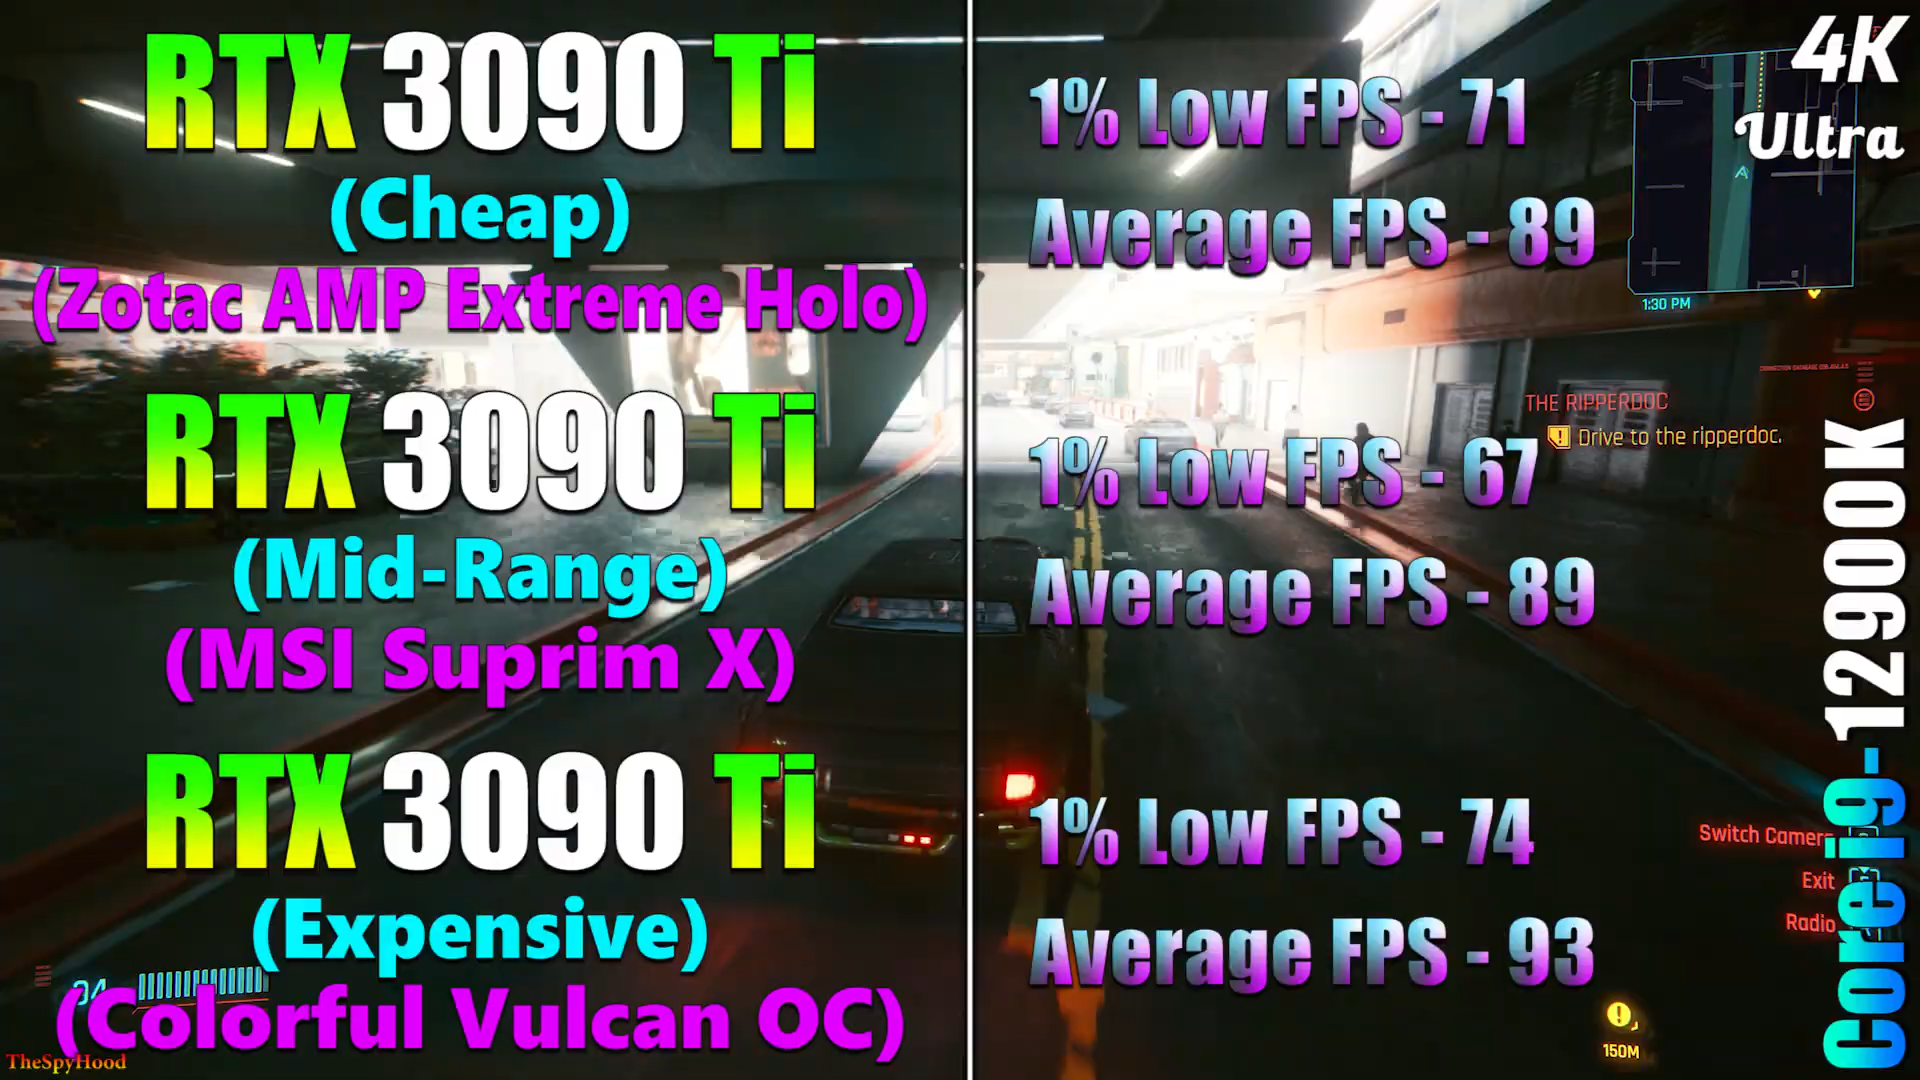 RTX 3090 Ti
(Cheap)
(Zotac AMP Extreme Holo)
1% Low FPS - 71
Average FPS - 89
4K
Ultra
1:30 PM
THE RIPPERDOC
Drive to the ripperdoc.
RTX 3090 Ti
(Mid-Range)
(MSI Suprim X)
1% Low FPS - 67
Average FPS - 89
Core i9-12900K
RTX 3090 Ti
(Expensive)
(Colorful Vulcan OC)
1% Low FPS - 74
Average FPS - 93
Switch Camera
Exit
Radio
150M
TheSpyHood